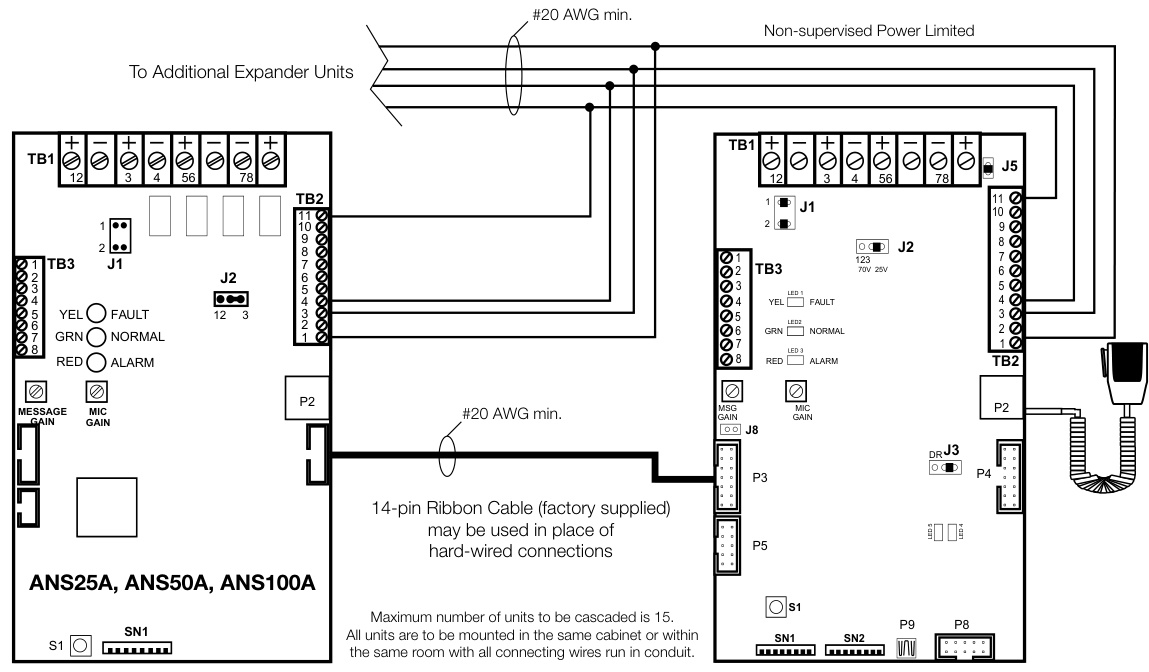 #20 AWG min.
Non-supervised Power Limited
To Additional Expander Units
TB1
+ − + − + − − +
12 3 4 56 78
TB2
11
10
9
8
7
6
5
4
3
2
1
1
2
J1
J2
12 3
TB3
1
2
3
4
5
6
7
8
YEL FAULT
GRN NORMAL
RED ALARM
MESSAGE
GAIN
MIC
GAIN
P2
ANS25A, ANS50A, ANS100A
S1
SN1
#20 AWG min.
14-pin Ribbon Cable (factory supplied)
may be used in place of
hard-wired connections
Maximum number of units to be cascaded is 15.
All units are to be mounted in the same cabinet or within
the same room with all connecting wires run in conduit.
TB1
+ − + − + − − +
12 3 4 56 78
J5
1
2
J1
J2
123
70V 25V
11
10
9
8
7
6
5
4
3
2
1
TB2
TB3
1
2
3
4
5
6
7
8
LED 1
YEL FAULT
LED2
GRN NORMAL
LED 3
RED ALARM
MSG
GAIN
MIC
GAIN
J8
P2
P3
DR J3
P4
P5
LED 5
LED 4
S1
SN1
SN2
P9
P8